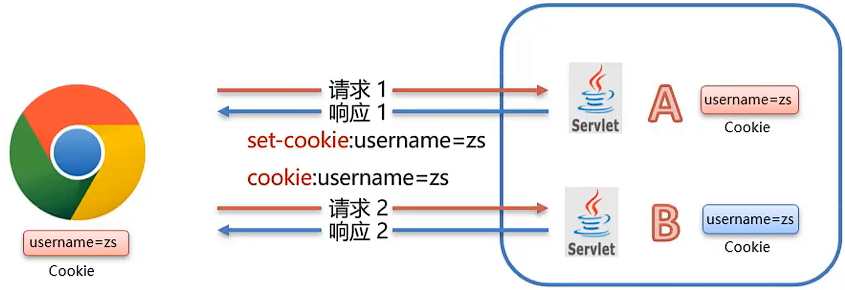 请求 1
响应 1
set-cookie:username=zs
cookie:username=zs
请求 2
响应 2
username=zs
Cookie
Servlet
A
username=zs
Cookie
Servlet
B
username=zs
Cookie